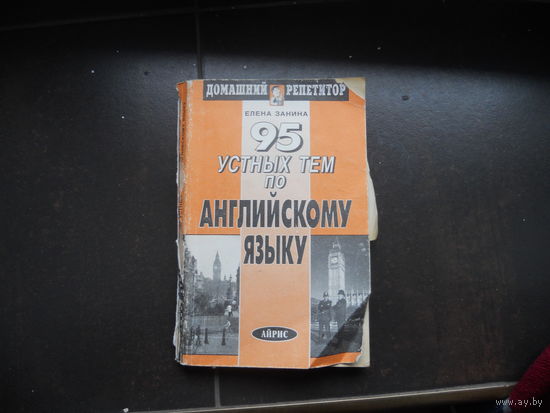 ДОМАШНИЙ РЕПЕТИТОР
ЕЛЕНА ЗАНИНА
95
УСТНЫХ ТЕМ
ПО
АНГЛИЙСКОМУ
ЯЗЫКУ
АЙРИС
www.ay.by